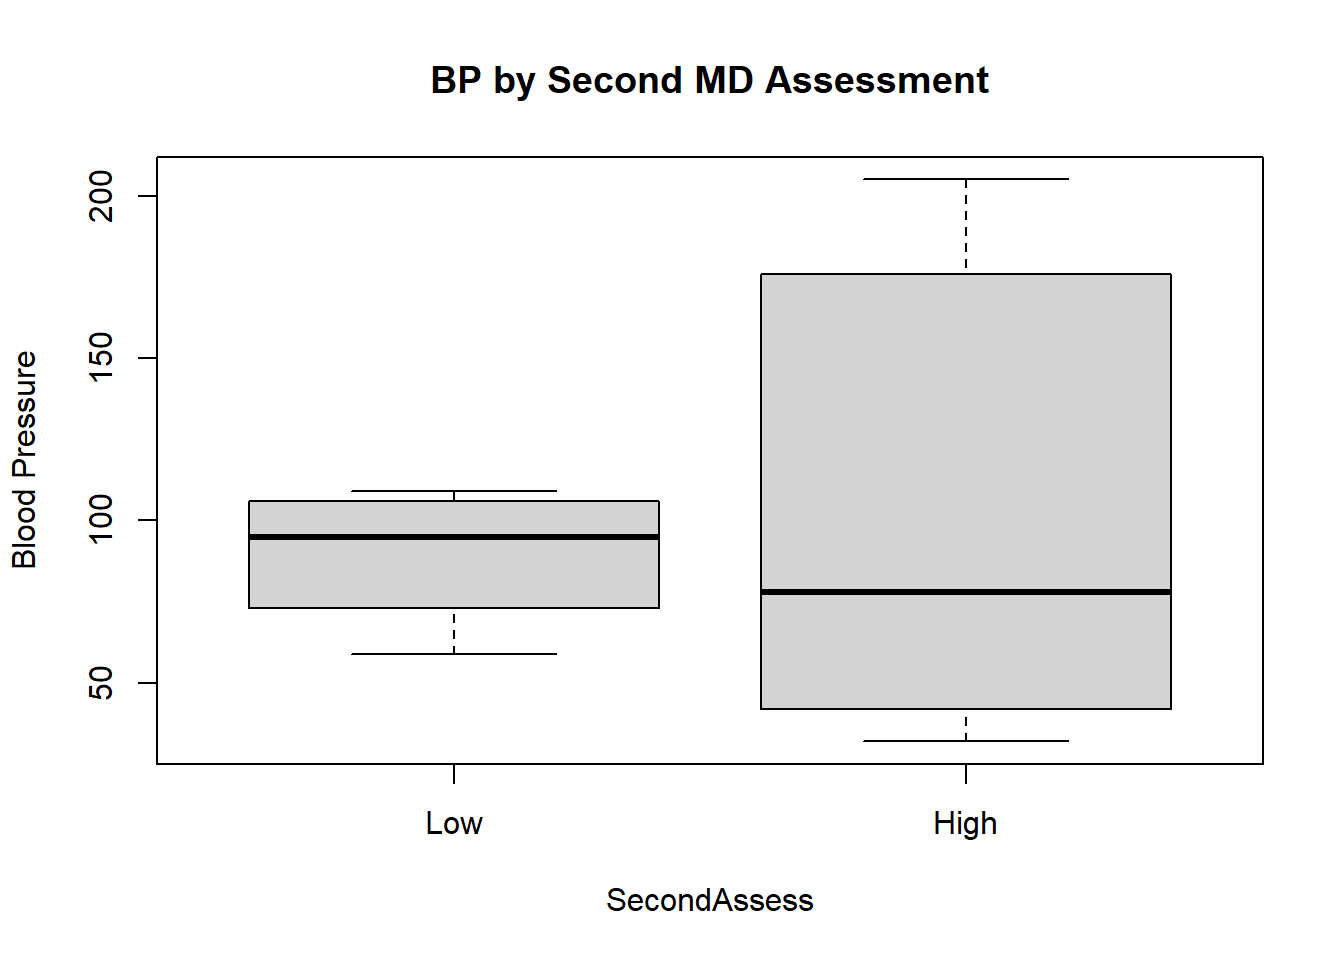 BP by Second MD Assessment
Blood Pressure
200
150
100
50
Low
High
SecondAssess